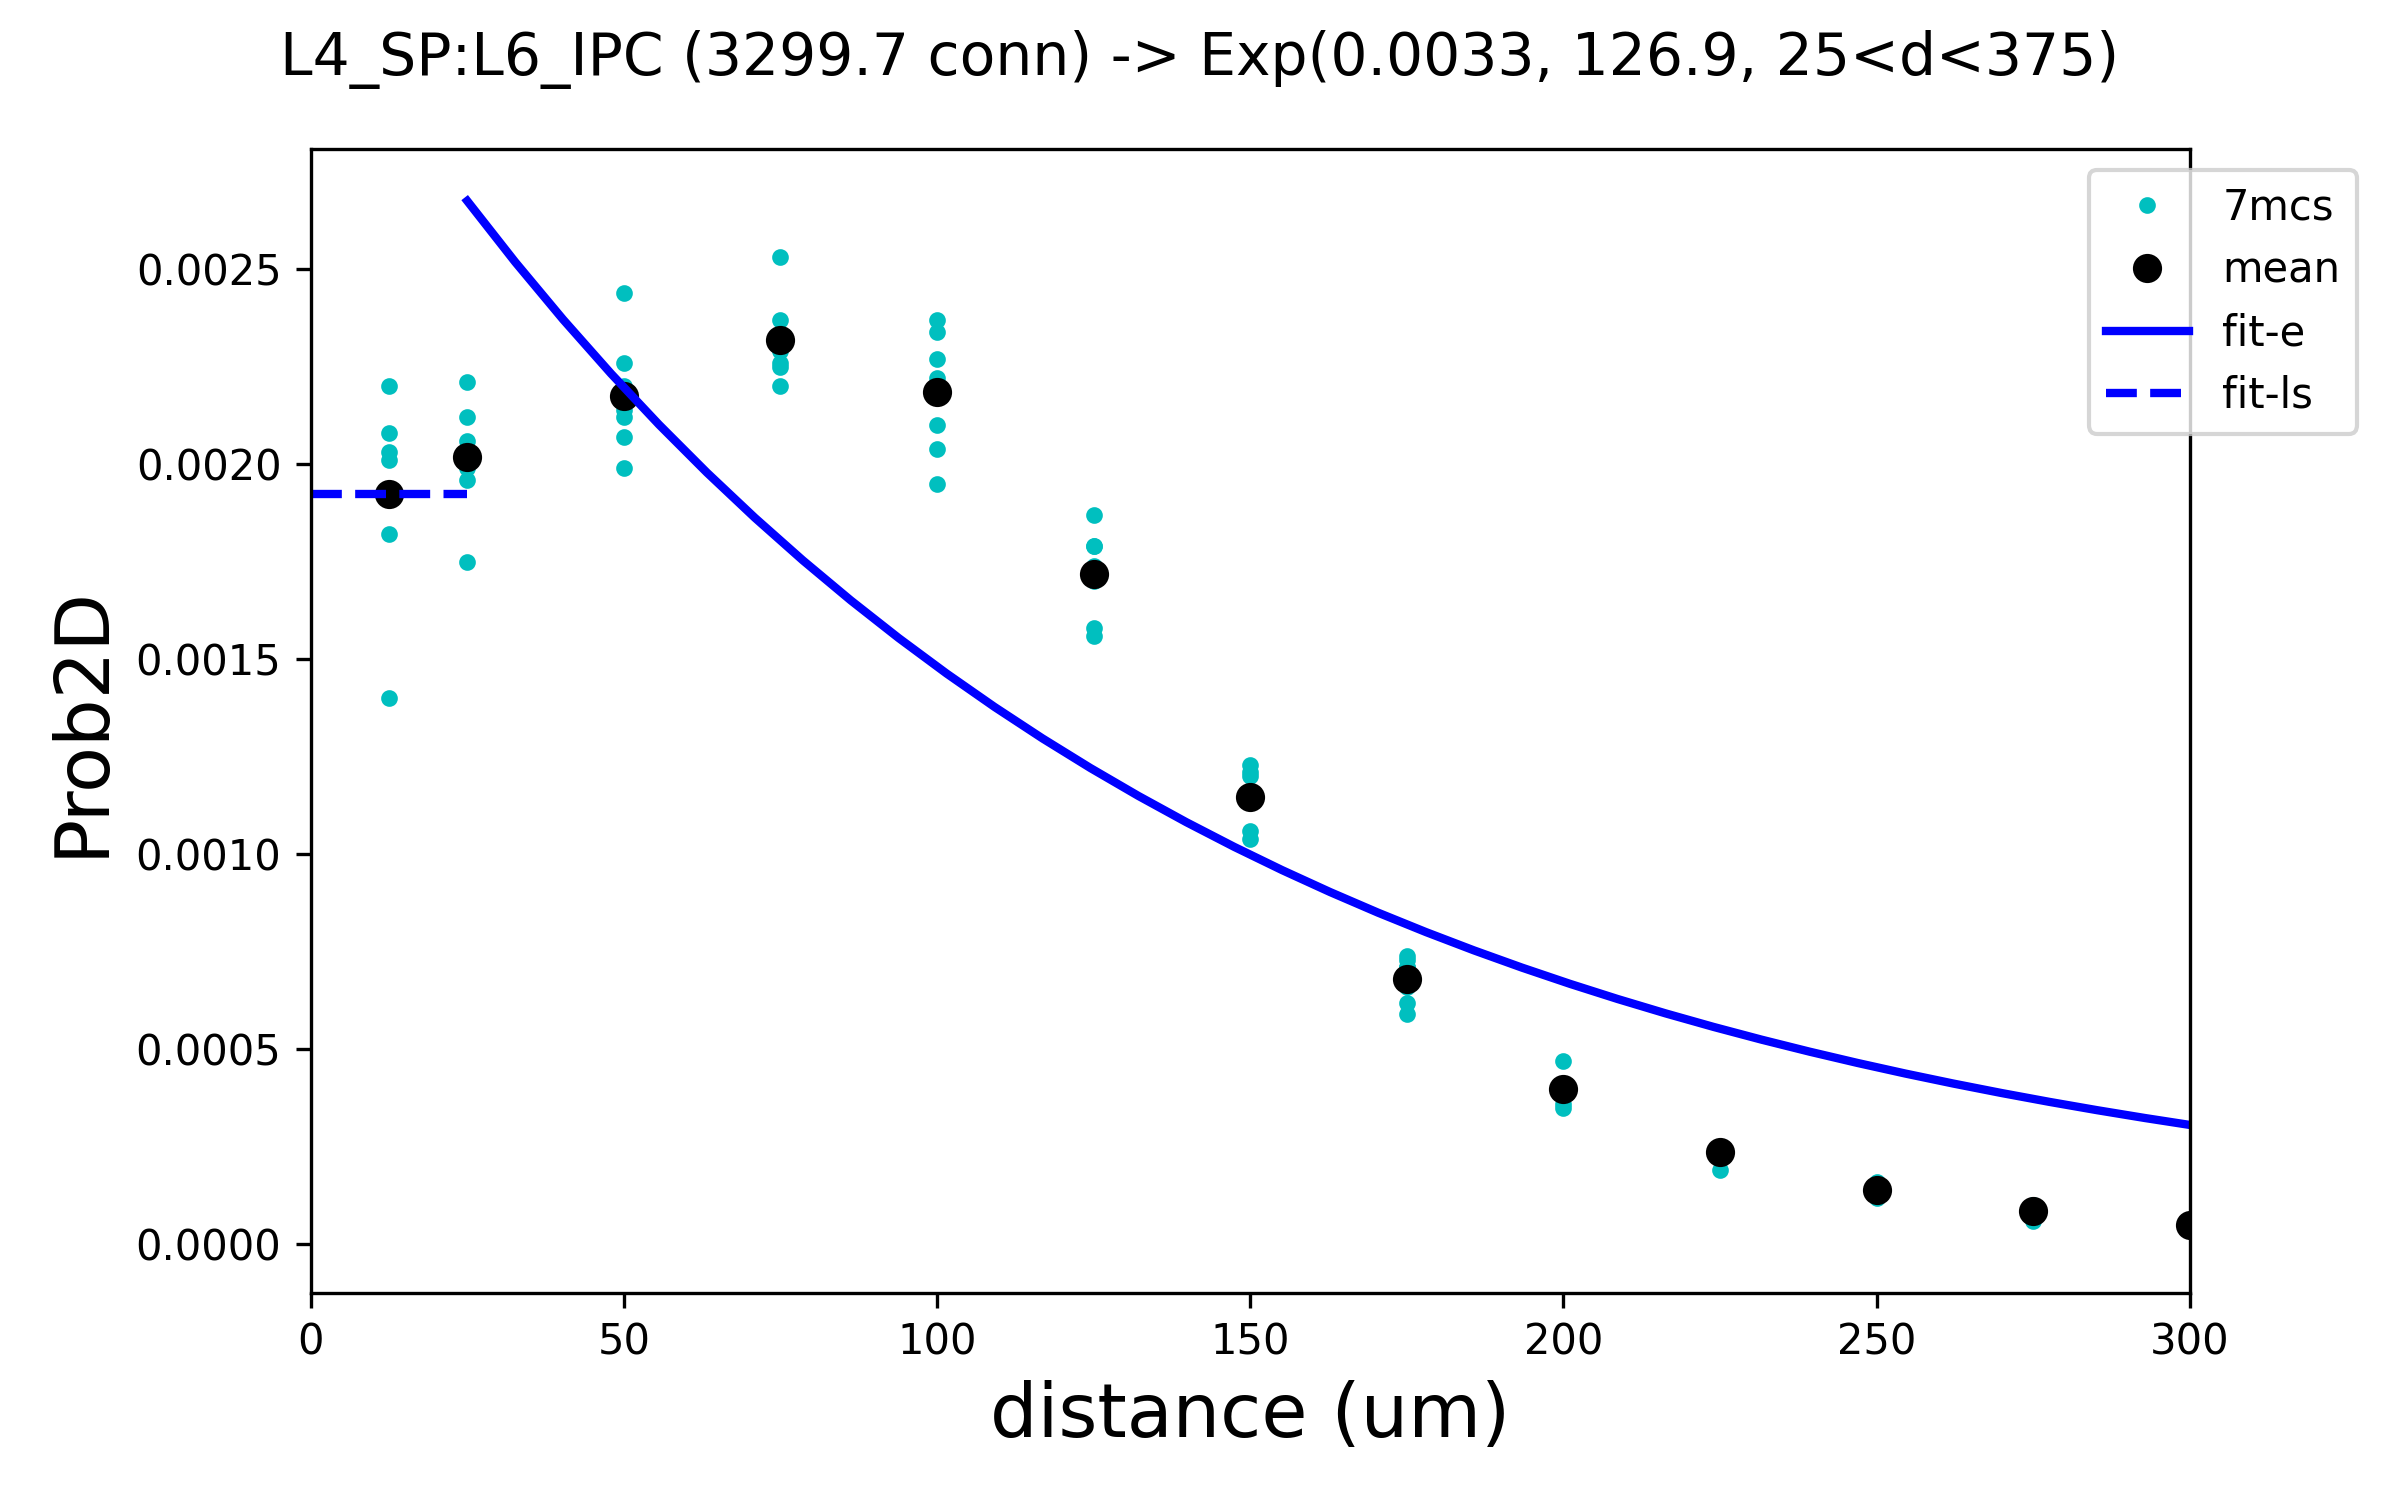 L4_SP:L6_IPC (3299.7 conn) -> Exp(0.0033, 126.9, 25<d<375)
7mcs
mean
fit-e
fit-ls
0.0025
0.0020
0.0015
0.0010
0.0005
0.0000
Prob2D
0 50 100 150 200 250 300
distance (um)